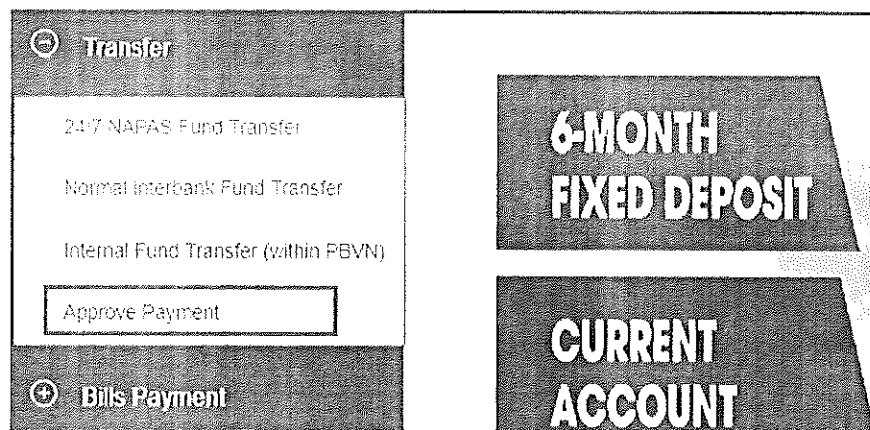 Transfer
24/7 NAPAS Fund Transfer
Normal Interbank Fund Transfer
Internal Fund Transfer (within PBVN)
Approve Payment
Bills Payment
6-MONTH
FIXED DEPOSIT
CURRENT
ACCOUNT